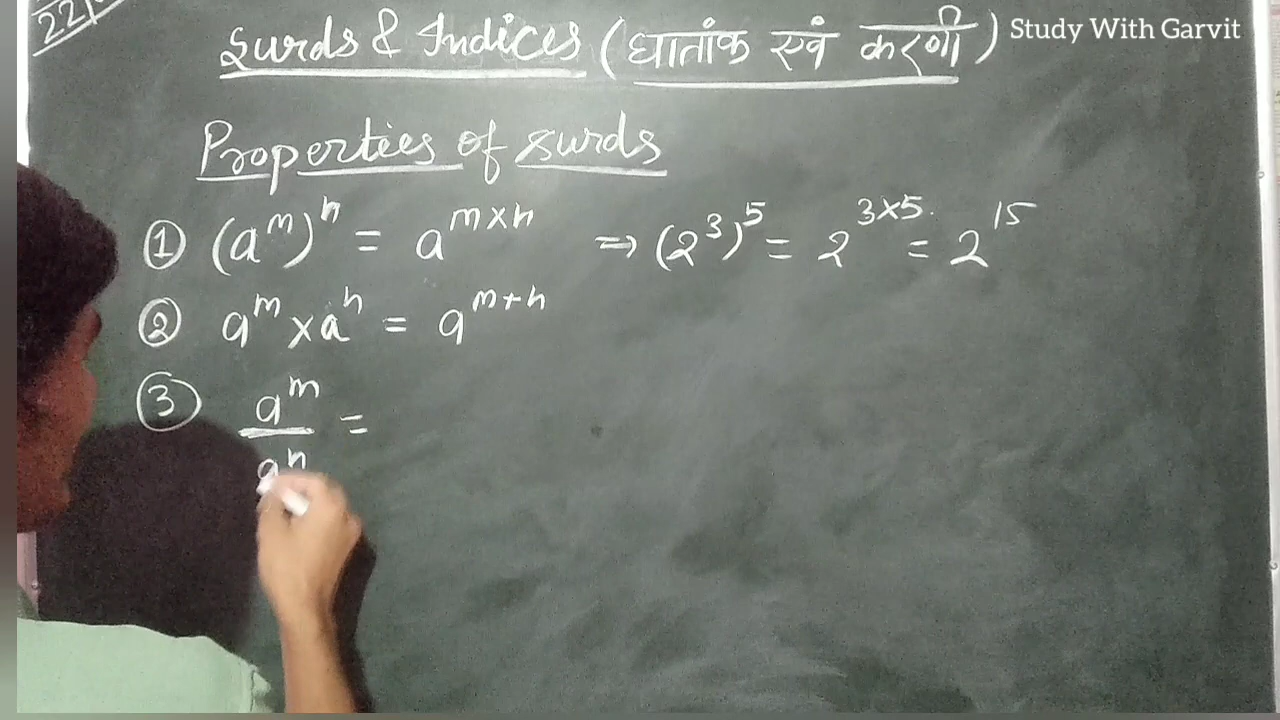 22/
Surds & Indices (घातांक एवं करणी)
Study With Garvit
Properties of Surds
① (a^m)^n = a^{m×n} ⇒ (2^3)^5 = 2^{3×5} = 2^{15}
② a^m × a^n = a^{m+n}
③ a^m / a^n =